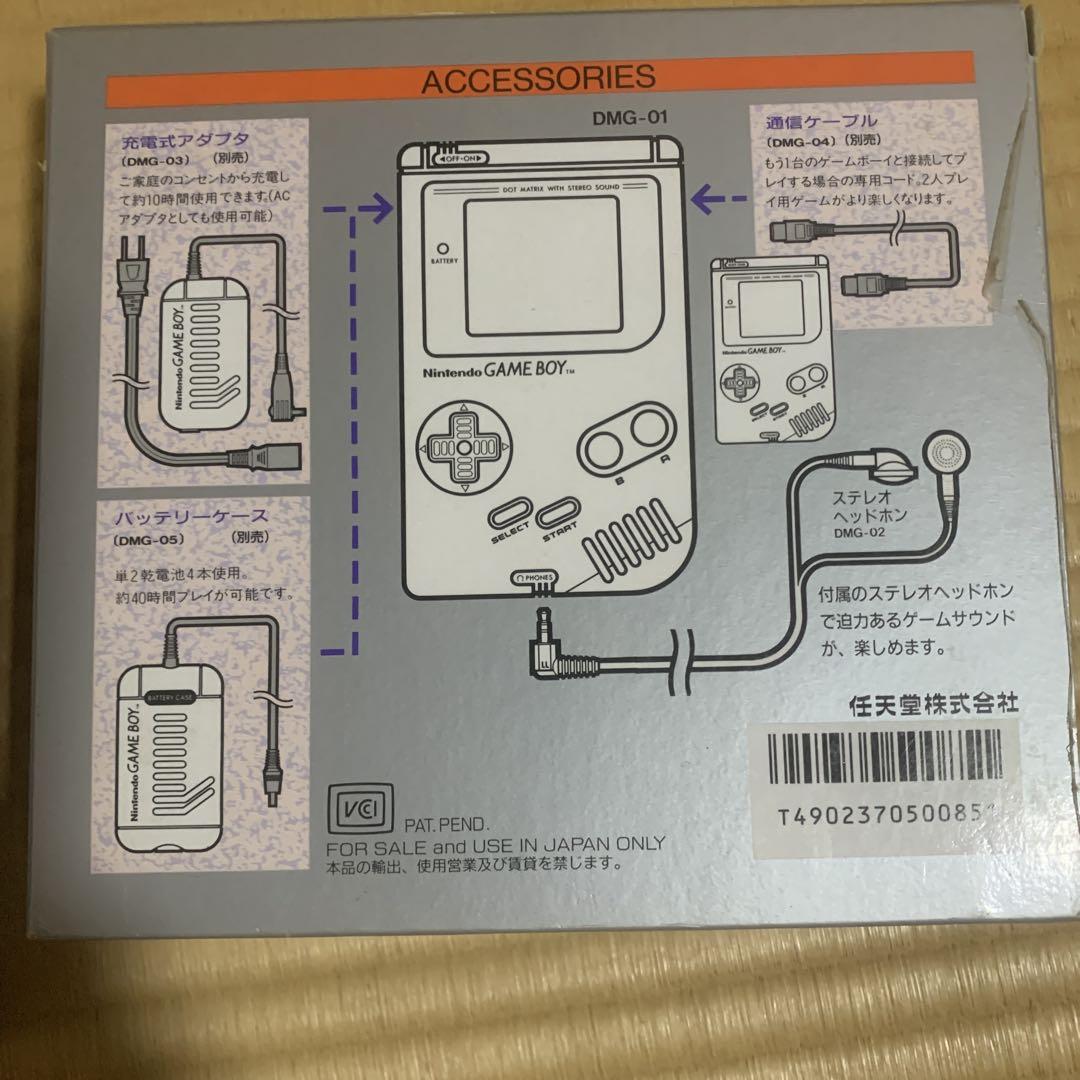 ACCESSORIES
DMG-01
充電式アダプタ
(DMG-03) (別売)
ご家庭のコンセントから充電し
て約10時間使用できます。(AC
アダプタとしても使用可能)
Nintendo GAME BOY™
バッテリーケース
(DMG-05) (別売)
単2乾電池4本使用。
約40時間プレイが可能です。
BATTERY CASE
Nintendo GAME BOY™
◀OFF・ON▶
DOT MATRIX WITH STEREO SOUND
BATTERY
Nintendo GAME BOY™
B
A
SELECT
START
PHONES
通信ケーブル
(DMG-04) (別売)
もう1台のゲームボーイと接続してプ
レイする場合の専用コード。2人プレ
イ用ゲームがより楽しくなります。
Nintendo GAME BOY™
SELECT
ステレオ
ヘッドホン
DMG-02
付属のステレオヘッドホン
で迫力あるゲームサウンド
が、楽しめます。
任天堂株式会社
T490237050085
VCI
PAT. PEND.
FOR SALE and USE IN JAPAN ONLY
本品の輸出、使用営業及び賃貸を禁じます。